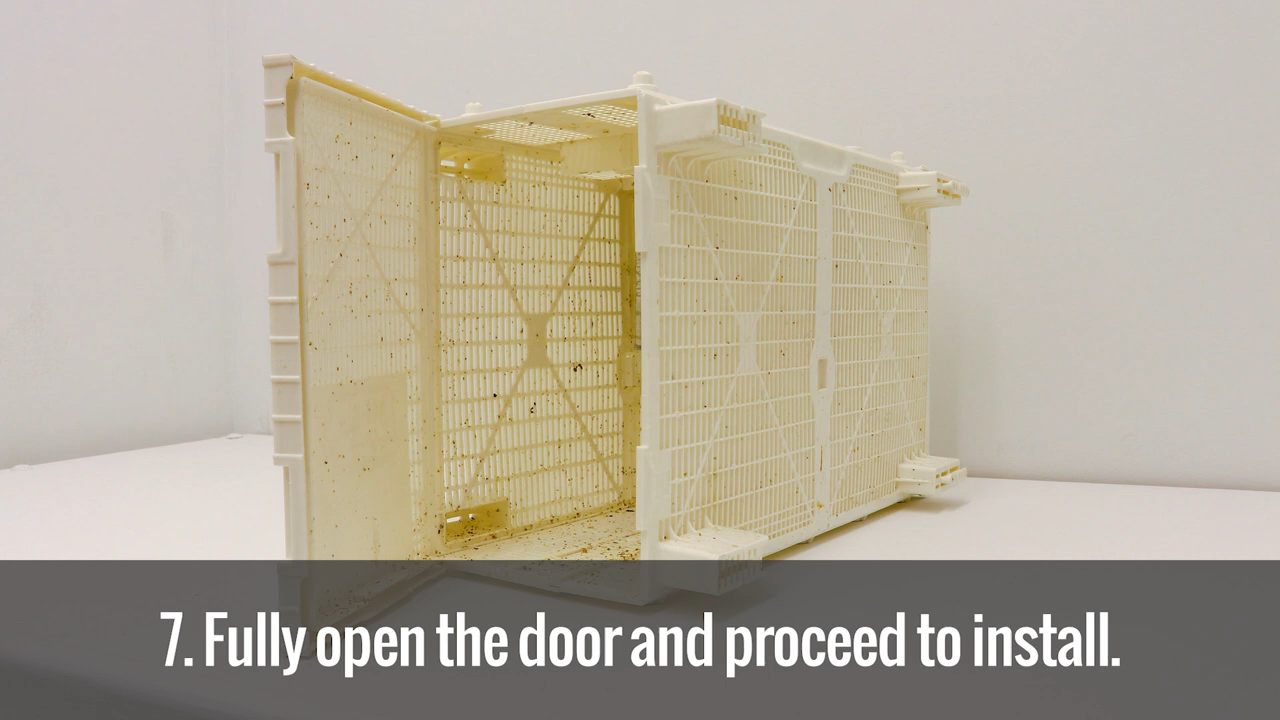 7. Fully open the door and proceed to install.